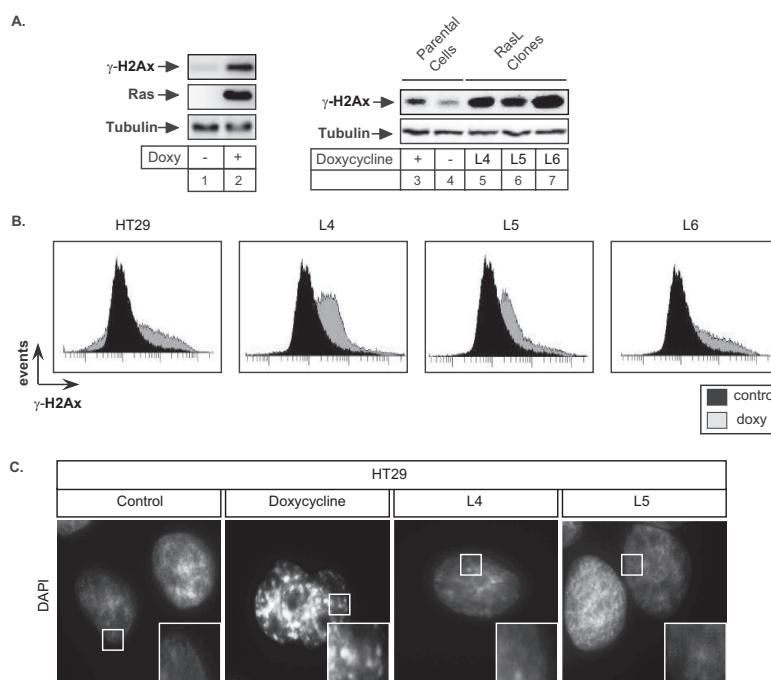 A.
Parental
Cells
RasL
Clones
γ-H2Ax
Ras
Tubulin
Doxy - +
1 2
γ-H2Ax
Tubulin
Doxycycline + - L4 L5 L6
3 4 5 6 7
B.
HT29 L4 L5 L6
events
γ-H2Ax
control
doxy
C.
HT29
Control Doxycycline L4 L5
DAPI